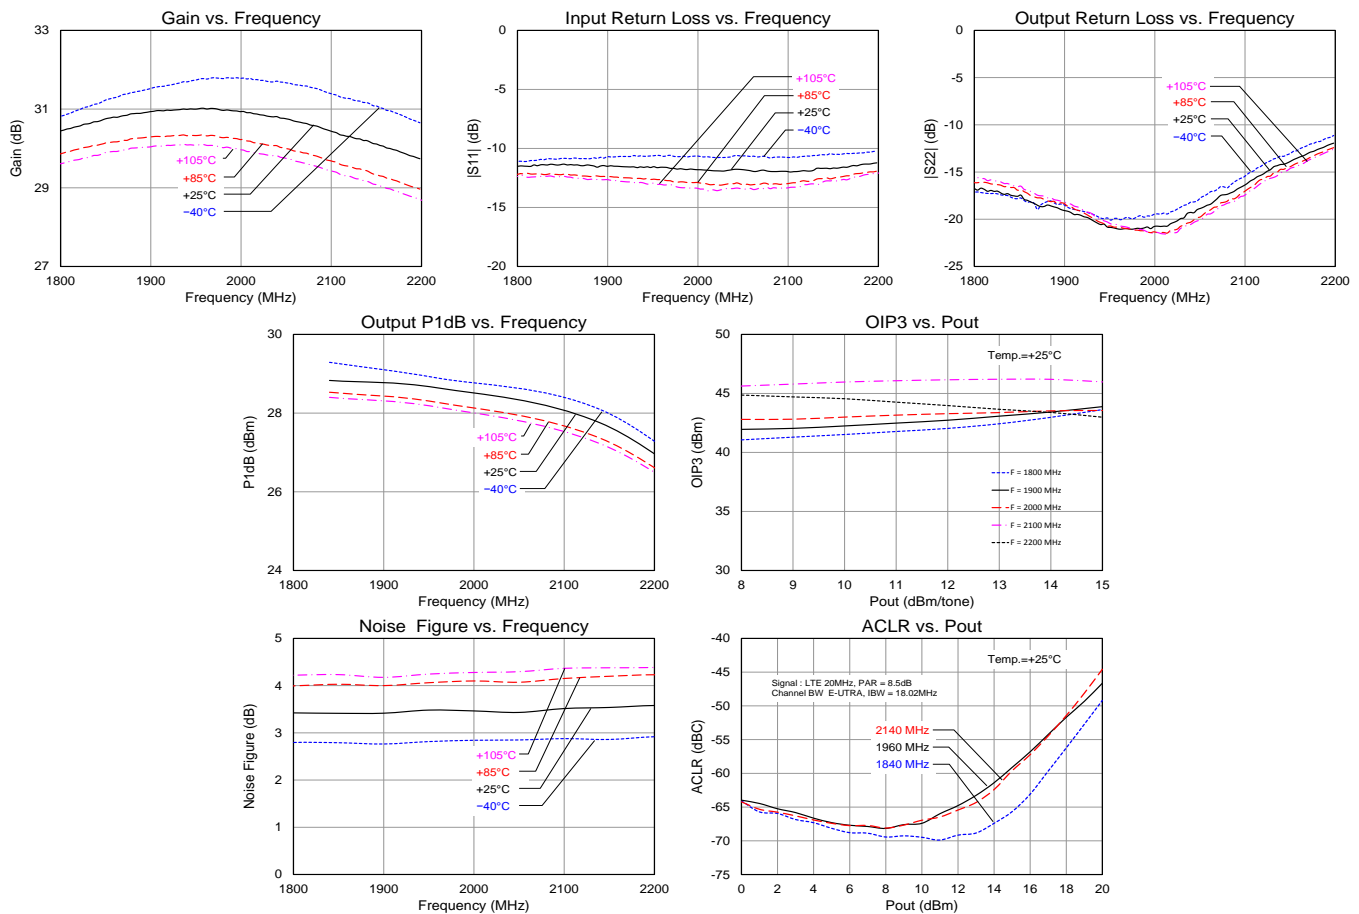 Gain vs. Frequency
33
31
29
27
Gain (dB)
+105°C
+85°C
+25°C
−40°C
1800 1900 2000 2100 2200
Frequency (MHz)
Input Return Loss vs. Frequency
0
-5
-10
-15
-20
|S11| (dB)
+105°C
+85°C
+25°C
−40°C
1800 1900 2000 2100 2200
Frequency (MHz)
Output Return Loss vs. Frequency
0
-5
-10
-15
-20
-25
|S22| (dB)
+105°C
+85°C
+25°C
−40°C
1800 1900 2000 2100 2200
Frequency (MHz)
Output P1dB vs. Frequency
30
28
26
24
P1dB (dBm)
+105°C
+85°C
+25°C
−40°C
1800 1900 2000 2100 2200
Frequency (MHz)
OIP3 vs. Pout
50
45
40
35
30
OIP3 (dBm)
Temp.=+25°C
F = 1800 MHz
F = 1900 MHz
F = 2000 MHz
F = 2100 MHz
F = 2200 MHz
8 9 10 11 12 13 14 15
Pout (dBm/tone)
Noise Figure vs. Frequency
5
4
3
2
1
0
Noise Figure (dB)
+105°C
+85°C
+25°C
−40°C
1800 1900 2000 2100 2200
Frequency (MHz)
ACLR vs. Pout
-40
-45
-50
-55
-60
-65
-70
-75
ACLR (dBC)
Temp.=+25°C
Signal : LTE 20MHz, PAR = 8.5dB
Channel BW E-UTRA, IBW = 18.02MHz
2140 MHz
1960 MHz
1840 MHz
0 2 4 6 8 10 12 14 16 18 20
Pout (dBm)